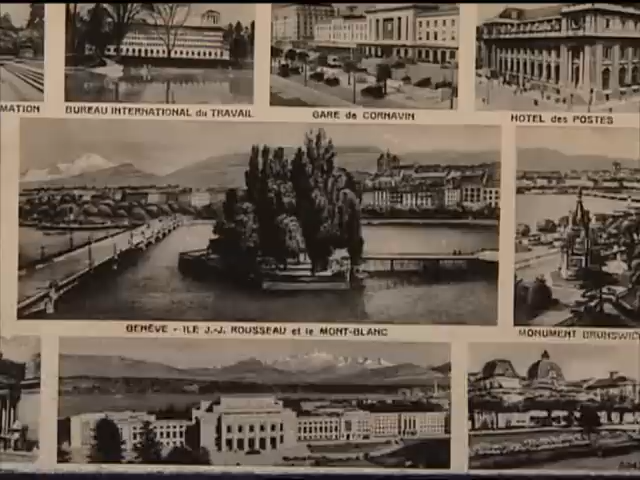 MATION
BUREAU INTERNATIONAL du TRAVAIL
GARE de CORNAVIN
HOTEL des POSTES
GENÈVE - ILE J.-J. ROUSSEAU et le MONT-BLANC
MONUMENT BRUNSWIC